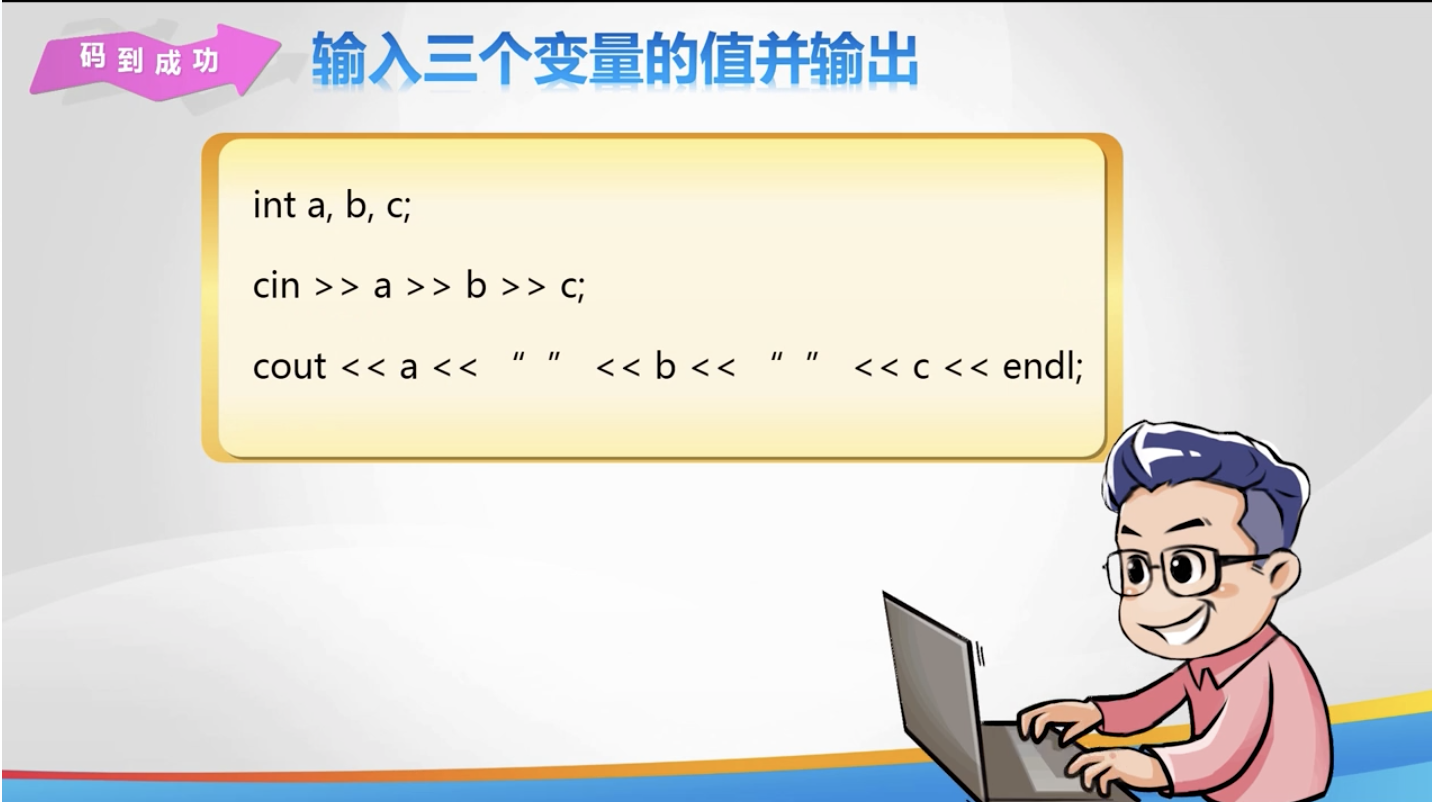 码到成功
输入三个变量的值并输出
int a, b, c;
cin >> a >> b >> c;
cout << a << “ ” << b << “ ” << c << endl;